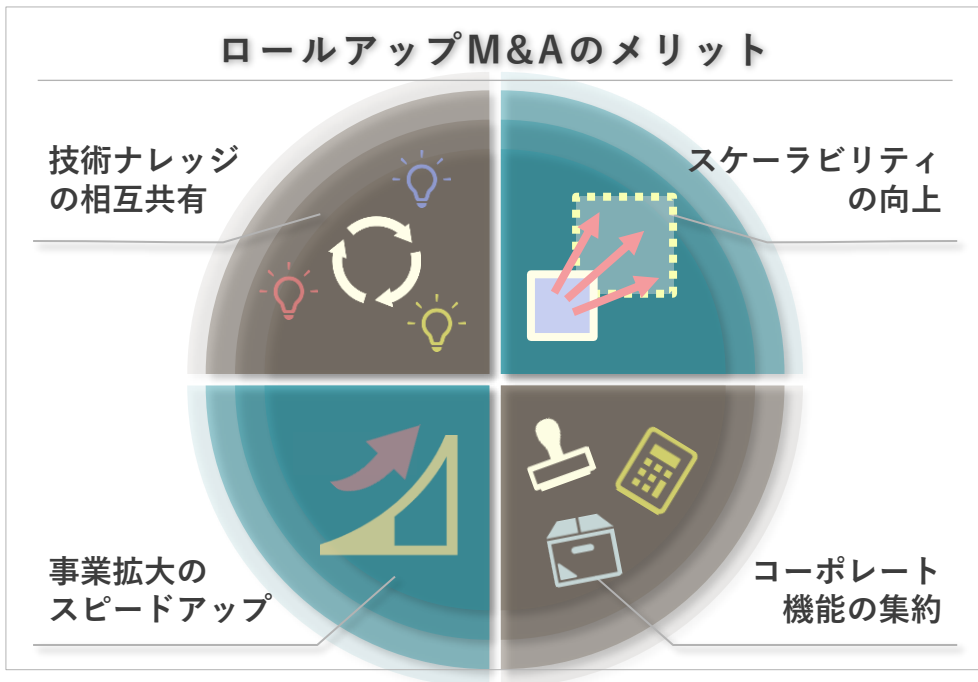 ロールアップM&Aのメリット
技術ナレッジ
の相互共有
スケーラビリティ
の向上
事業拡大の
スピードアップ
コーポレート
機能の集約